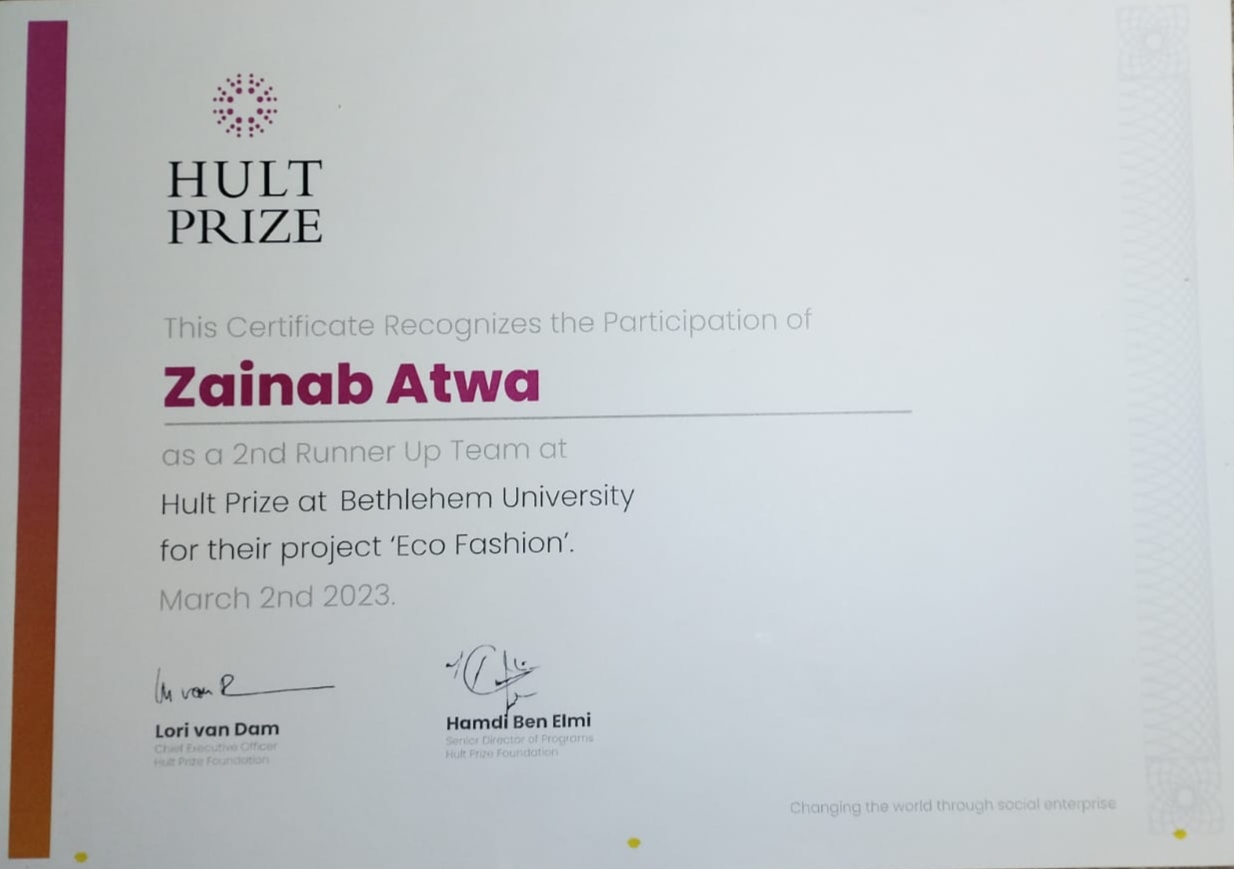 HULT
PRIZE
This Certificate Recognizes the Participation of
Zainab Atwa
as a 2nd Runner Up Team at
Hult Prize at Bethlehem University
for their project ‘Eco Fashion’.
March 2nd 2023.
Lori van Dam
Chief Executive Officer
Hult Prize Foundation
Hamdi Ben Elmi
Senior Director of Programs
Hult Prize Foundation
Changing the world through social enterprise